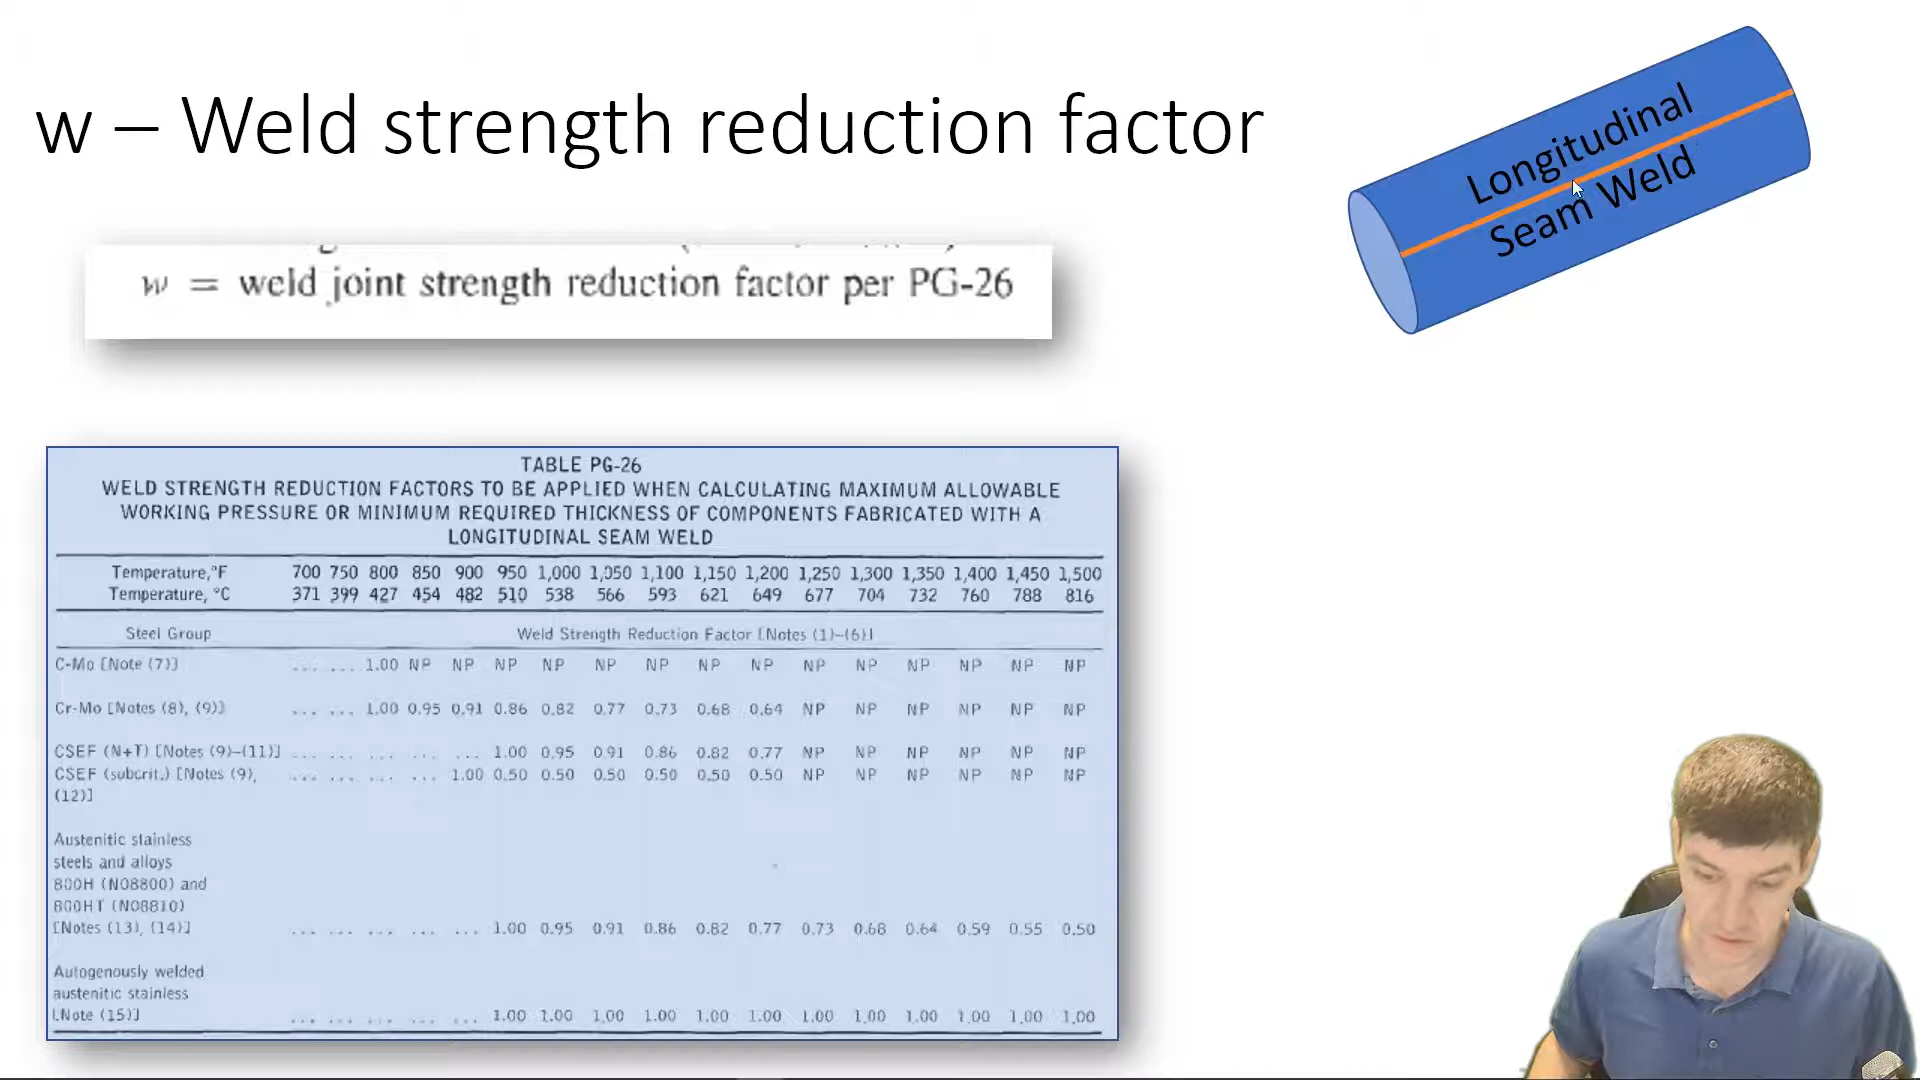 w – Weld strength reduction factor
Longitudinal
Seam Weld
w = weld joint strength reduction factor per PG-26
TABLE PG-26
WELD STRENGTH REDUCTION FACTORS TO BE APPLIED WHEN CALCULATING MAXIMUM ALLOWABLE
WORKING PRESSURE OR MINIMUM REQUIRED THICKNESS OF COMPONENTS FABRICATED WITH A
LONGITUDINAL SEAM WELD
Temperature,°F 700 750 800 850 900 950 1,000 1,050 1,100 1,150 1,200 1,250 1,300 1,350 1,400 1,450 1,500
Temperature, °C 371 399 427 454 482 510 538 566 593 621 649 677 704 732 760 788 816
Steel Group Weld Strength Reduction Factor [Notes (1)–(6)]
C-Mo [Note (7)] ... ... 1.00 NP NP NP NP NP NP NP NP NP NP NP NP NP NP
Cr-Mo [Notes (8), (9)] ... ... 1.00 0.95 0.91 0.86 0.82 0.77 0.73 0.68 0.64 NP NP NP NP NP NP
CSEF (N+T) [Notes (9)–(11)] ... ... ... ... ... 1.00 0.95 0.91 0.86 0.82 0.77 NP NP NP NP NP NP
CSEF (subcrit.) [Notes (9), ... ... ... ... 1.00 0.50 0.50 0.50 0.50 0.50 0.50 NP NP NP NP NP NP
(12)]
Austenitic stainless
steels and alloys
800H (N08800) and
800HT (N08810)
[Notes (13), (14)] ... ... ... ... ... 1.00 0.95 0.91 0.86 0.82 0.77 0.73 0.68 0.64 0.59 0.55 0.50
Autogenously welded
austenitic stainless
[Note (15)] ... ... ... ... ... 1.00 1.00 1.00 1.00 1.00 1.00 1.00 1.00 1.00 1.00 1.00 1.00